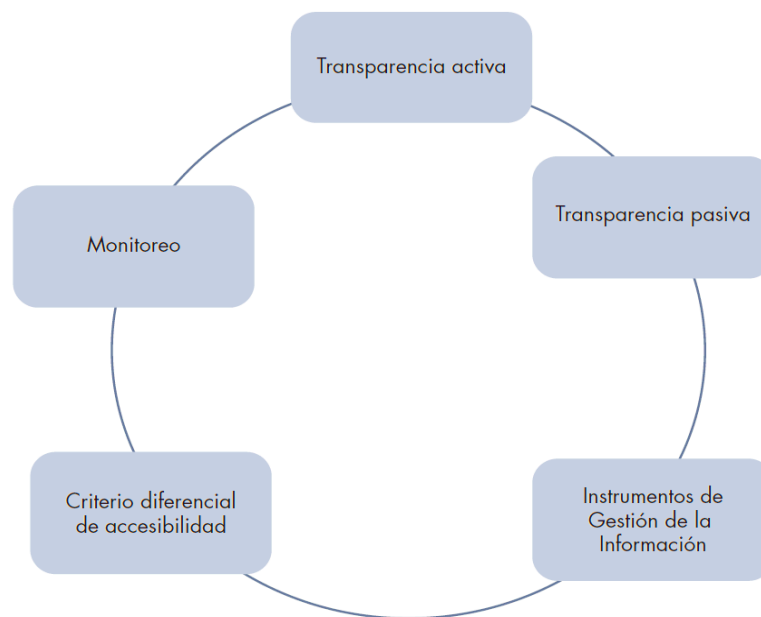 Transparencia activa
Transparencia pasiva
Instrumentos de
Gestión de la
Información
Criterio diferencial
de accesibilidad
Monitoreo